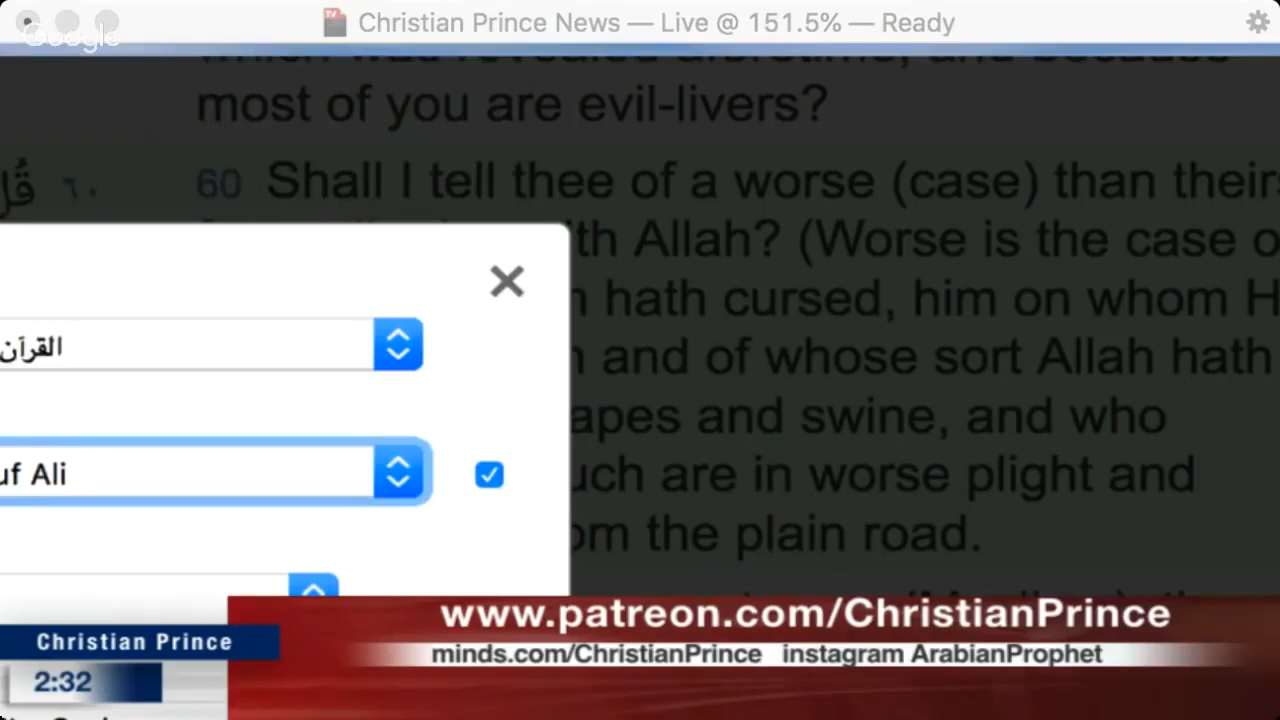 Christian Prince News — Live @ 151.5% — Ready
Google
most of you are evil-livers?
قُل ٦٠ 60 Shall I tell thee of a worse (case) than their
th Allah? (Worse is the case o
hath cursed, him on whom H
and of whose sort Allah hath
القرآن
apes and swine, and who
uf Ali
uch are in worse plight and
om the plain road.
www.patreon.com/ChristianPrince
Christian Prince
minds.com/ChristianPrince instagram ArabianProphet
2:32